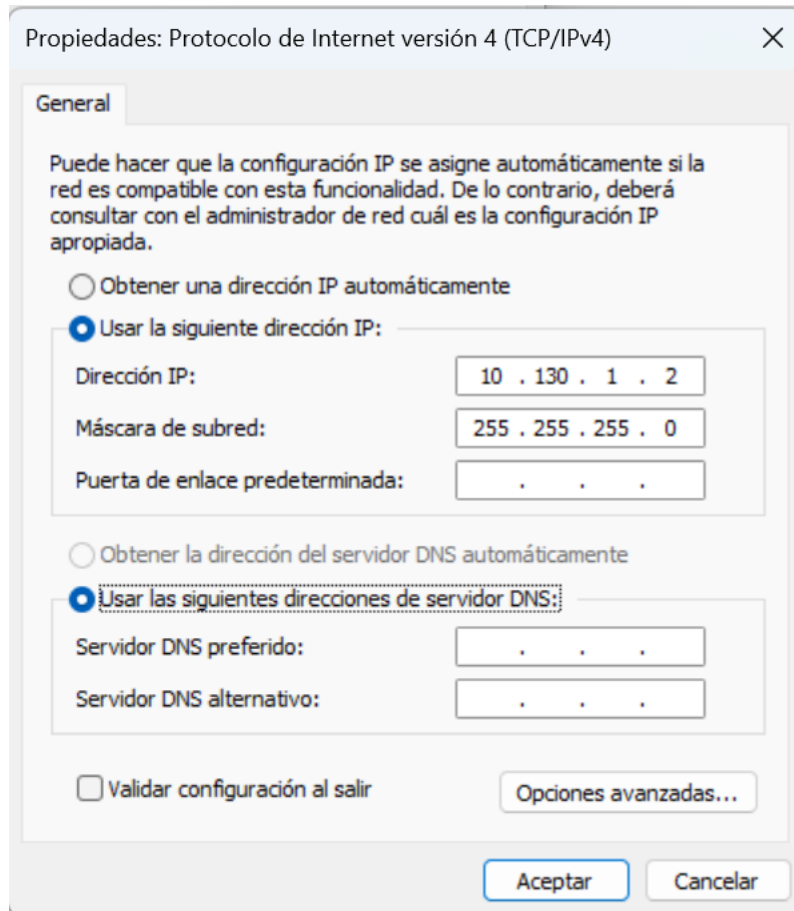 Propiedades: Protocolo de Internet versión 4 (TCP/IPv4)
General
Puede hacer que la configuración IP se asigne automáticamente si la
red es compatible con esta funcionalidad. De lo contrario, deberá
consultar con el administrador de red cuál es la configuración IP
apropiada.
Obtener una dirección IP automáticamente
Usar la siguiente dirección IP:
Dirección IP: 10 . 130 . 1 . 2
Máscara de subred: 255 . 255 . 255 . 0
Puerta de enlace predeterminada: . . .
Obtener la dirección del servidor DNS automáticamente
Usar las siguientes direcciones de servidor DNS:
Servidor DNS preferido: . . .
Servidor DNS alternativo: . . .
Validar configuración al salir Opciones avanzadas...
Aceptar Cancelar